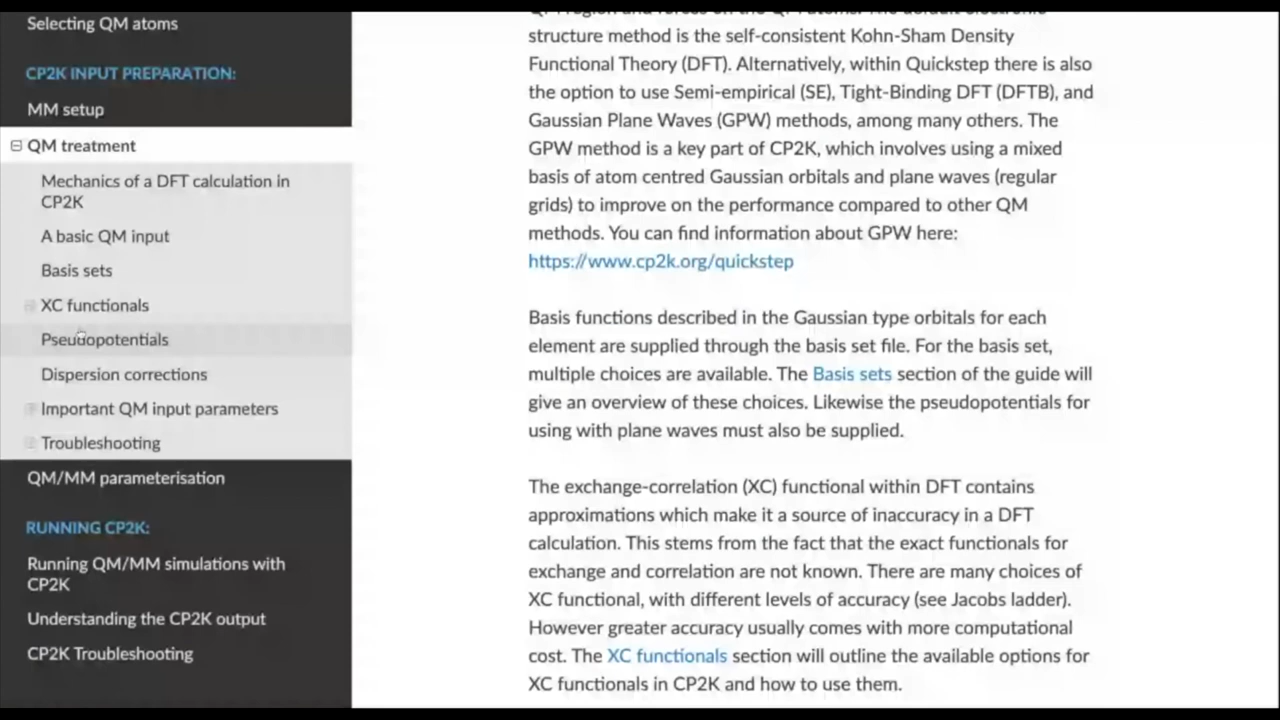 Selecting QM atoms
CP2K INPUT PREPARATION:
MM setup
QM treatment
Mechanics of a DFT calculation in
CP2K
A basic QM input
Basis sets
XC functionals
Pseudopotentials
Dispersion corrections
Important QM input parameters
Troubleshooting
QM/MM parameterisation
RUNNING CP2K:
Running QM/MM simulations with
CP2K
Understanding the CP2K output
CP2K Troubleshooting
structure method is the self-consistent Kohn-Sham Density
Functional Theory (DFT). Alternatively, within Quickstep there is also
the option to use Semi-empirical (SE), Tight-Binding DFT (DFTB), and
Gaussian Plane Waves (GPW) methods, among many others. The
GPW method is a key part of CP2K, which involves using a mixed
basis of atom centred Gaussian orbitals and plane waves (regular
grids) to improve on the performance compared to other QM
methods. You can find information about GPW here:
https://www.cp2k.org/quickstep
Basis functions described in the Gaussian type orbitals for each
element are supplied through the basis set file. For the basis set,
multiple choices are available. The Basis sets section of the guide will
give an overview of these choices. Likewise the pseudopotentials for
using with plane waves must also be supplied.
The exchange-correlation (XC) functional within DFT contains
approximations which make it a source of inaccuracy in a DFT
calculation. This stems from the fact that the exact functionals for
exchange and correlation are not known. There are many choices of
XC functional, with different levels of accuracy (see Jacobs ladder).
However greater accuracy usually comes with more computational
cost. The XC functionals section will outline the available options for
XC functionals in CP2K and how to use them.